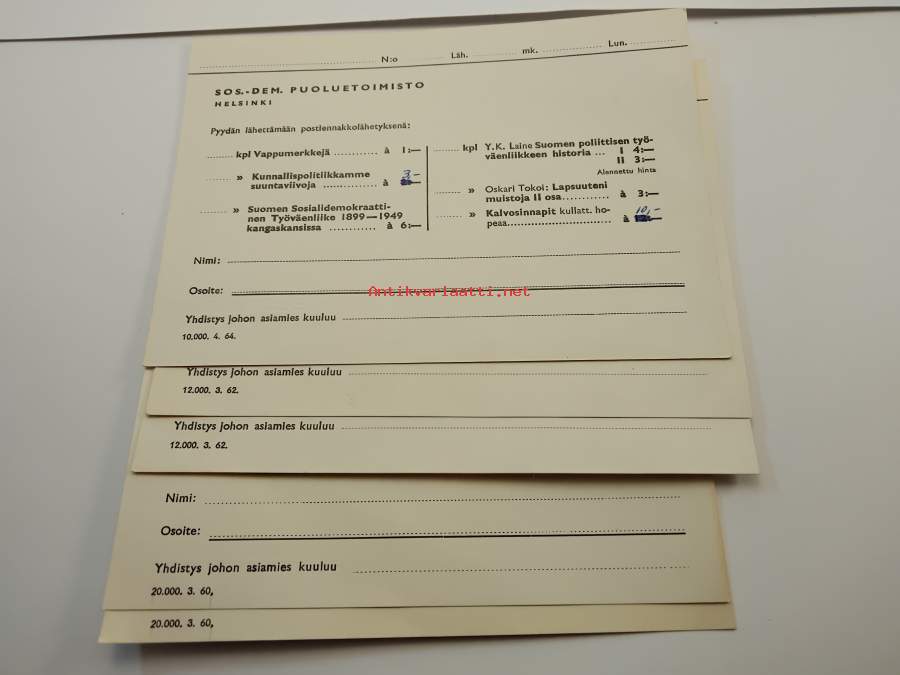 N:o Läh. mk. Lun.
SOS.-DEM. PUOLUETOIMISTO
HELSINKI
Pyydän lähettämään postiennakkolähetyksenä:
kpl Vappumerkkejä ............ à 1:—
» Kunnallispolitiikkamme
suuntaviivoja ............... à 3,-
» Suomen Sosialidemokraatti-
nen Työväenliike 1899—1949
kangaskansissa ............ à 6:—
kpl Y.K. Laine Suomen poliittisen työ-
väenliikkeen historia ... I 4:—
II 3:—
Alennettu hinta
» Oskari Tokoi: Lapsuuteni
muistoja II osa............ à 3:—
» Kalvosinnapit kullatt. ho-
peaa.............................. à 10,-
Nimi:
Osoite:
Antikvariaatti.net
Yhdistys johon asiamies kuuluu
10.000. 4. 64.
Yhdistys johon asiamies kuuluu
12.000. 3. 62.
Yhdistys johon asiamies kuuluu
12.000. 3. 62.
Nimi:
Osoite:
Yhdistys johon asiamies kuuluu
20.000. 3. 60,
20.000. 3. 60,